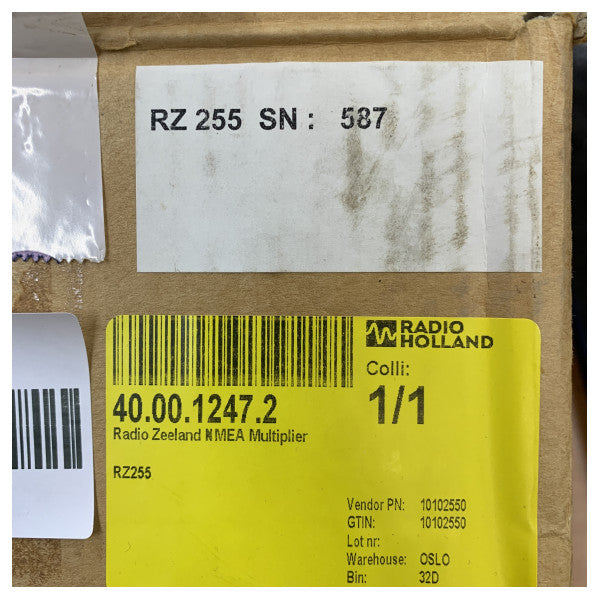 RZ 255 SN : 587
RADIO
HOLLAND
Colli:
1/1
40.00.1247.2
Radio Zeeland NMEA Multiplier
RZ255
Vendor PN: 10102550
GTIN: 10102550
Lot nr:
Warehouse: OSLO
Bin: 32D